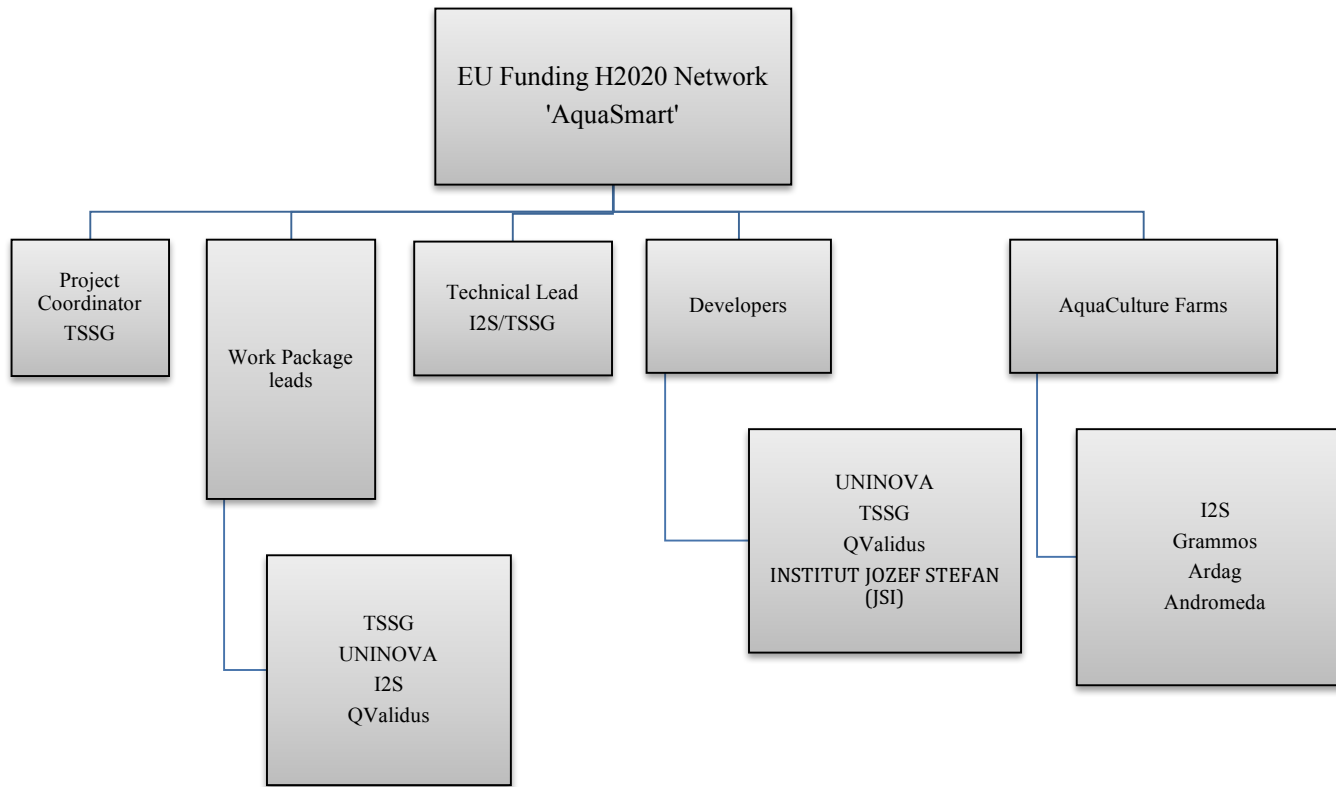 EU Funding H2020 Network
'AquaSmart'
Project
Coordinator
TSSG
Work Package
leads
Technical Lead
I2S/TSSG
Developers
AquaCulture Farms
TSSG
UNINOVA
I2S
QValidus
UNINOVA
TSSG
QValidus
INSTITUT JOZEF STEFAN
(JSI)
I2S
Grammos
Ardag
Andromeda